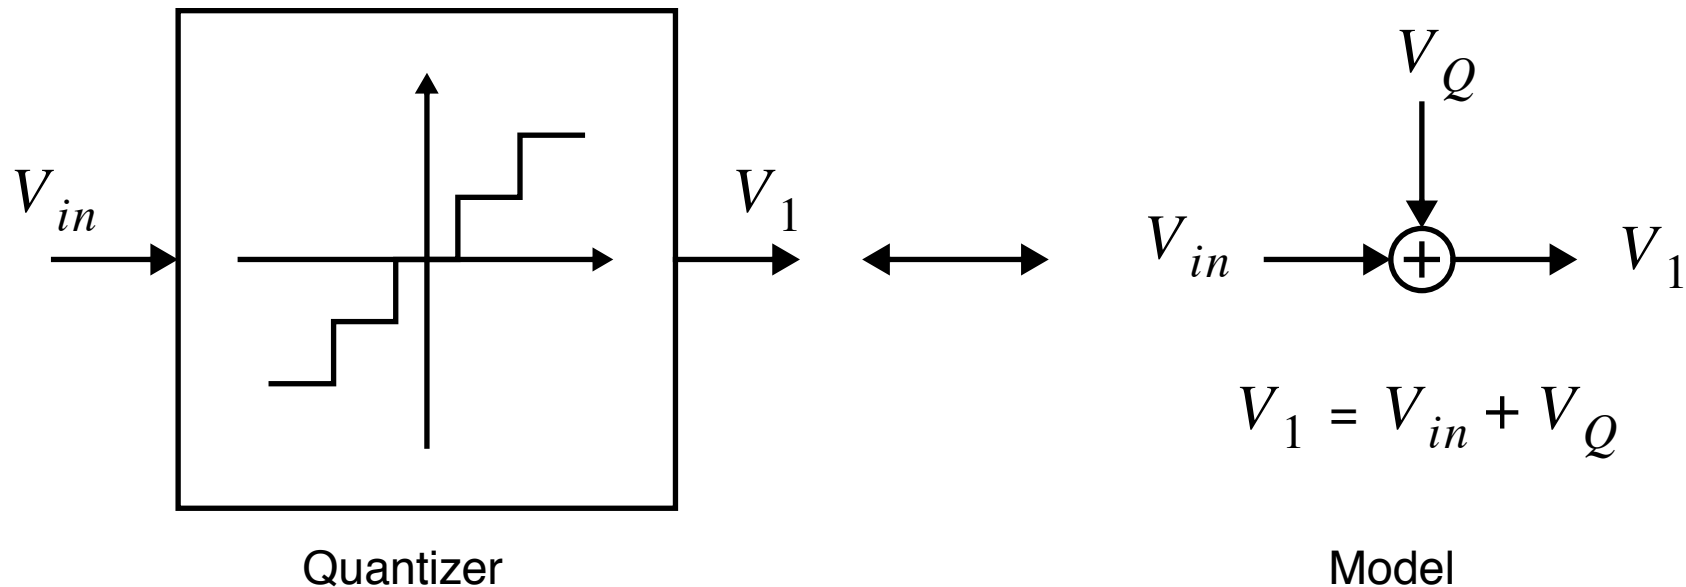 V_Q
V_in
V_1
V_in
V_1
V_1 = V_in + V_Q
Quantizer
Model